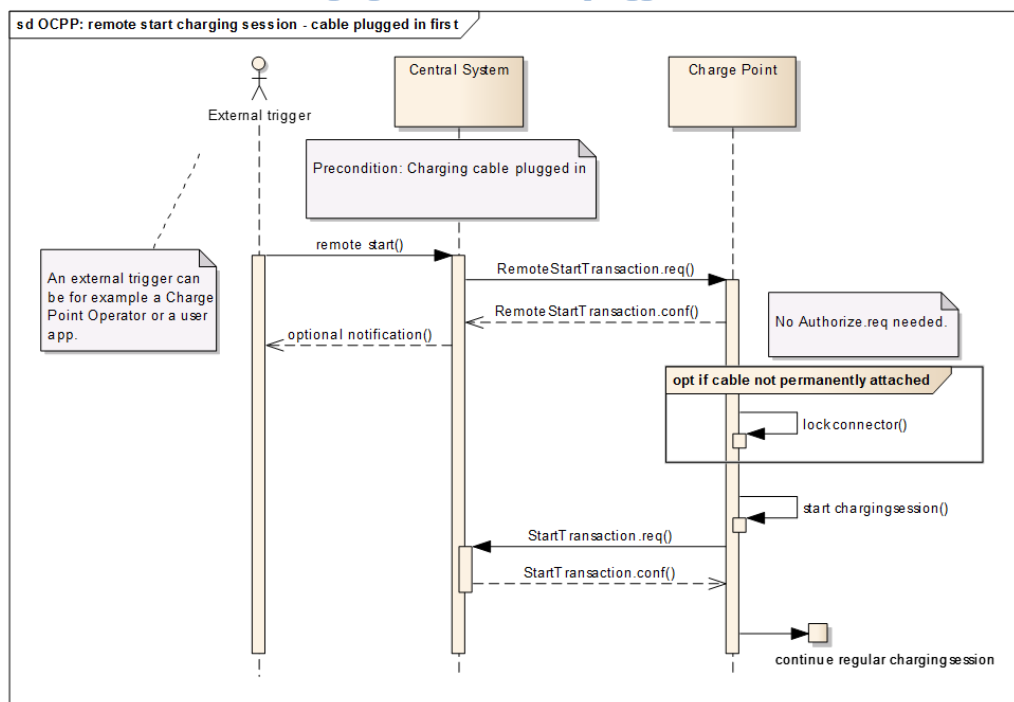 sd OCPP: remote start charging session - cable plugged in first
External trigger
Central System
Charge Point
Precondition: Charging cable plugged in
An external trigger can
be for example a Charge
Point Operator or a user
app.
remote start()
RemoteStartTransaction.req()
RemoteStartTransaction.conf()
optional notification()
No Authorize.req needed.
opt if cable not permanently attached
lock connector()
start chargingsession()
StartTransaction.req()
StartTransaction.conf()
continue regular chargingsession